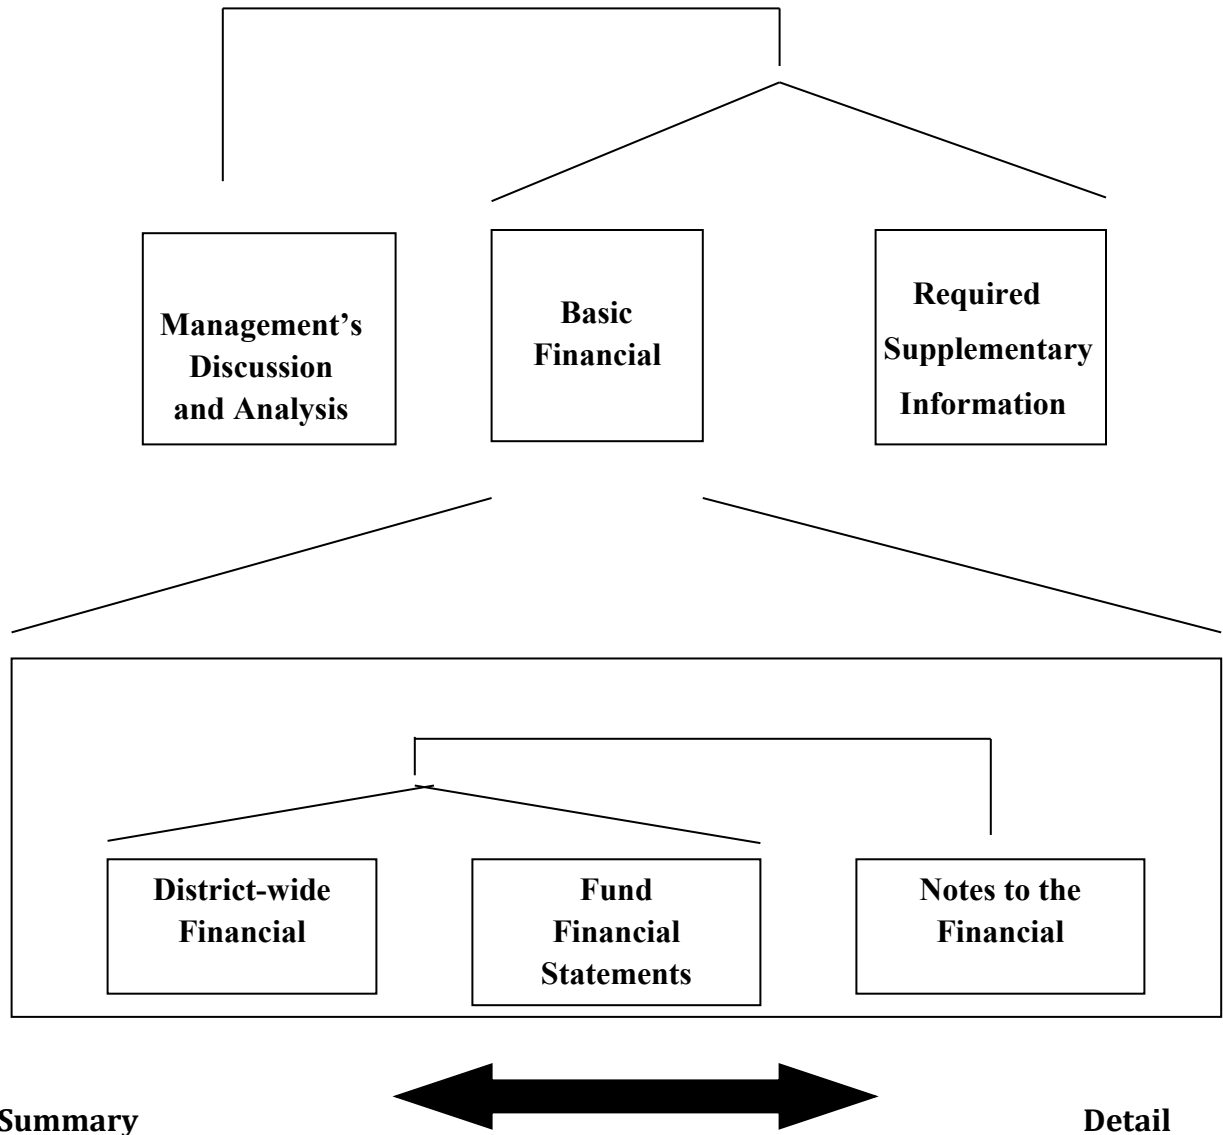 Management’s
Discussion
and Analysis
Basic
Financial
Required
Supplementary
Information
District-wide
Financial
Fund
Financial
Statements
Notes to the
Financial
Summary
Detail